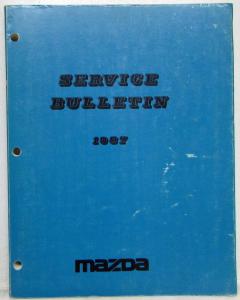 SERVICE
BULLETIN
1987
mazda